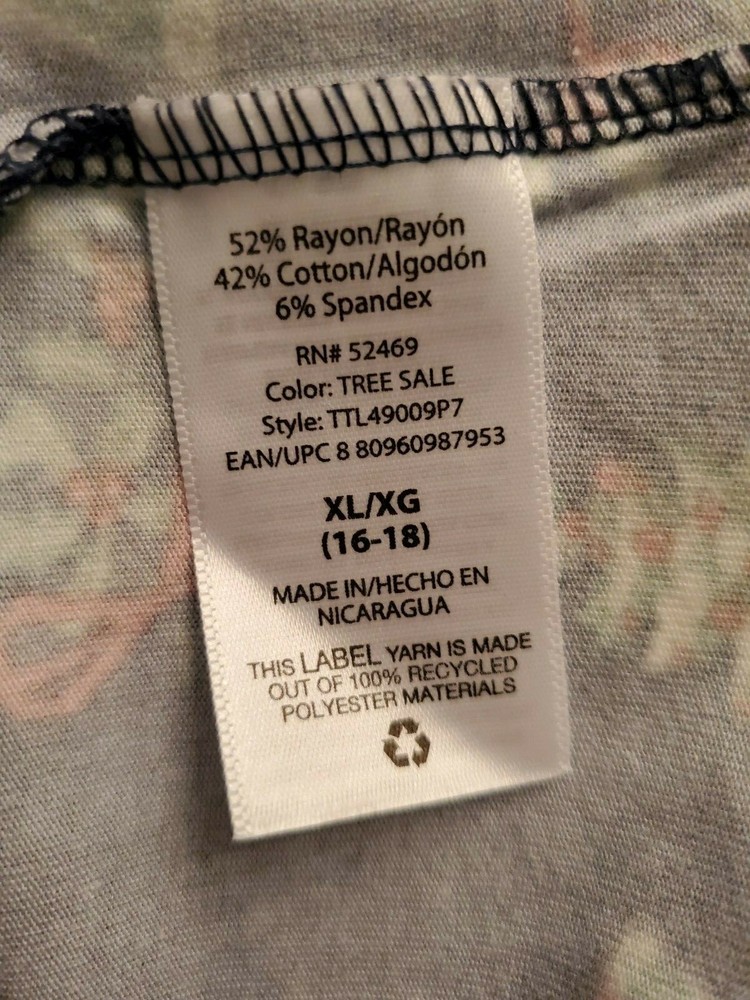 52% Rayon/Rayón
42% Cotton/Algodón
6% Spandex
RN# 52469
Color: TREE SALE
Style: TTL49009P7
EAN/UPC 8 80960987953
XL/XG
(16-18)
MADE IN/HECHO EN
NICARAGUA
THIS LABEL YARN IS MADE
OUT OF 100% RECYCLED
POLYESTER MATERIALS